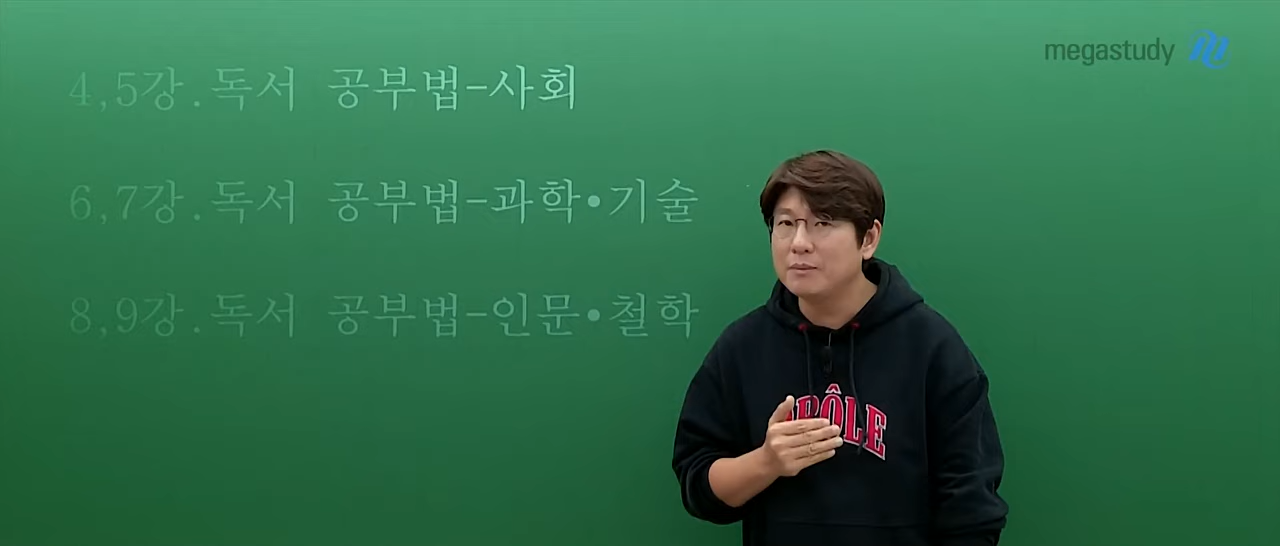 megastudy
4,5강.독서 공부법-사회
6,7강.독서 공부법-과학•기술
8,9강.독서 공부법-인문•철학
DRÔLE